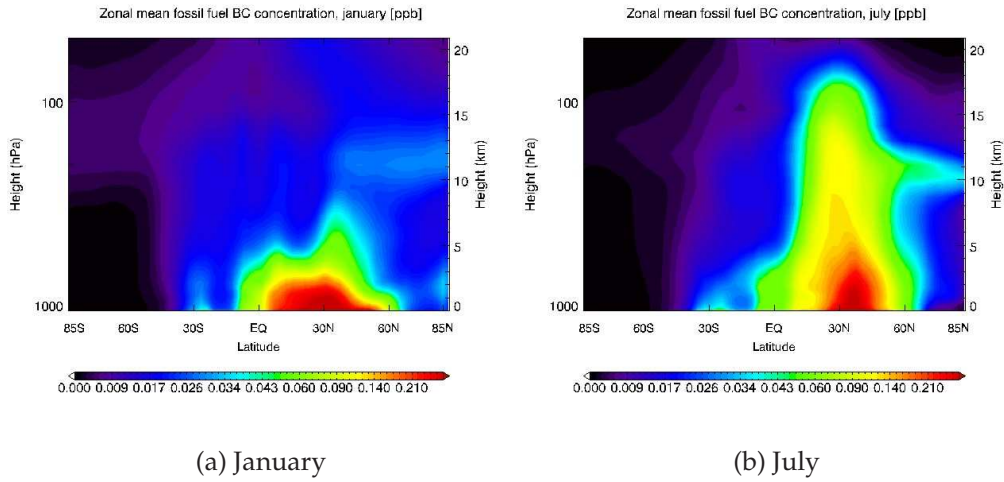 Zonal mean fossil fuel BC concentration, january [ppb]
100
1000
Height (hPa)
20
15
10
5
0
Height (km)
85S 60S 30S EQ 30N 60N 85N
Latitude
0.000 0.009 0.017 0.026 0.034 0.043 0.060 0.090 0.140 0.210
(a) January
Zonal mean fossil fuel BC concentration, july [ppb]
100
1000
Height (hPa)
20
15
10
5
0
Height (km)
85S 60S 30S EQ 30N 60N 85N
Latitude
0.000 0.009 0.017 0.026 0.034 0.043 0.060 0.090 0.140 0.210
(b) July